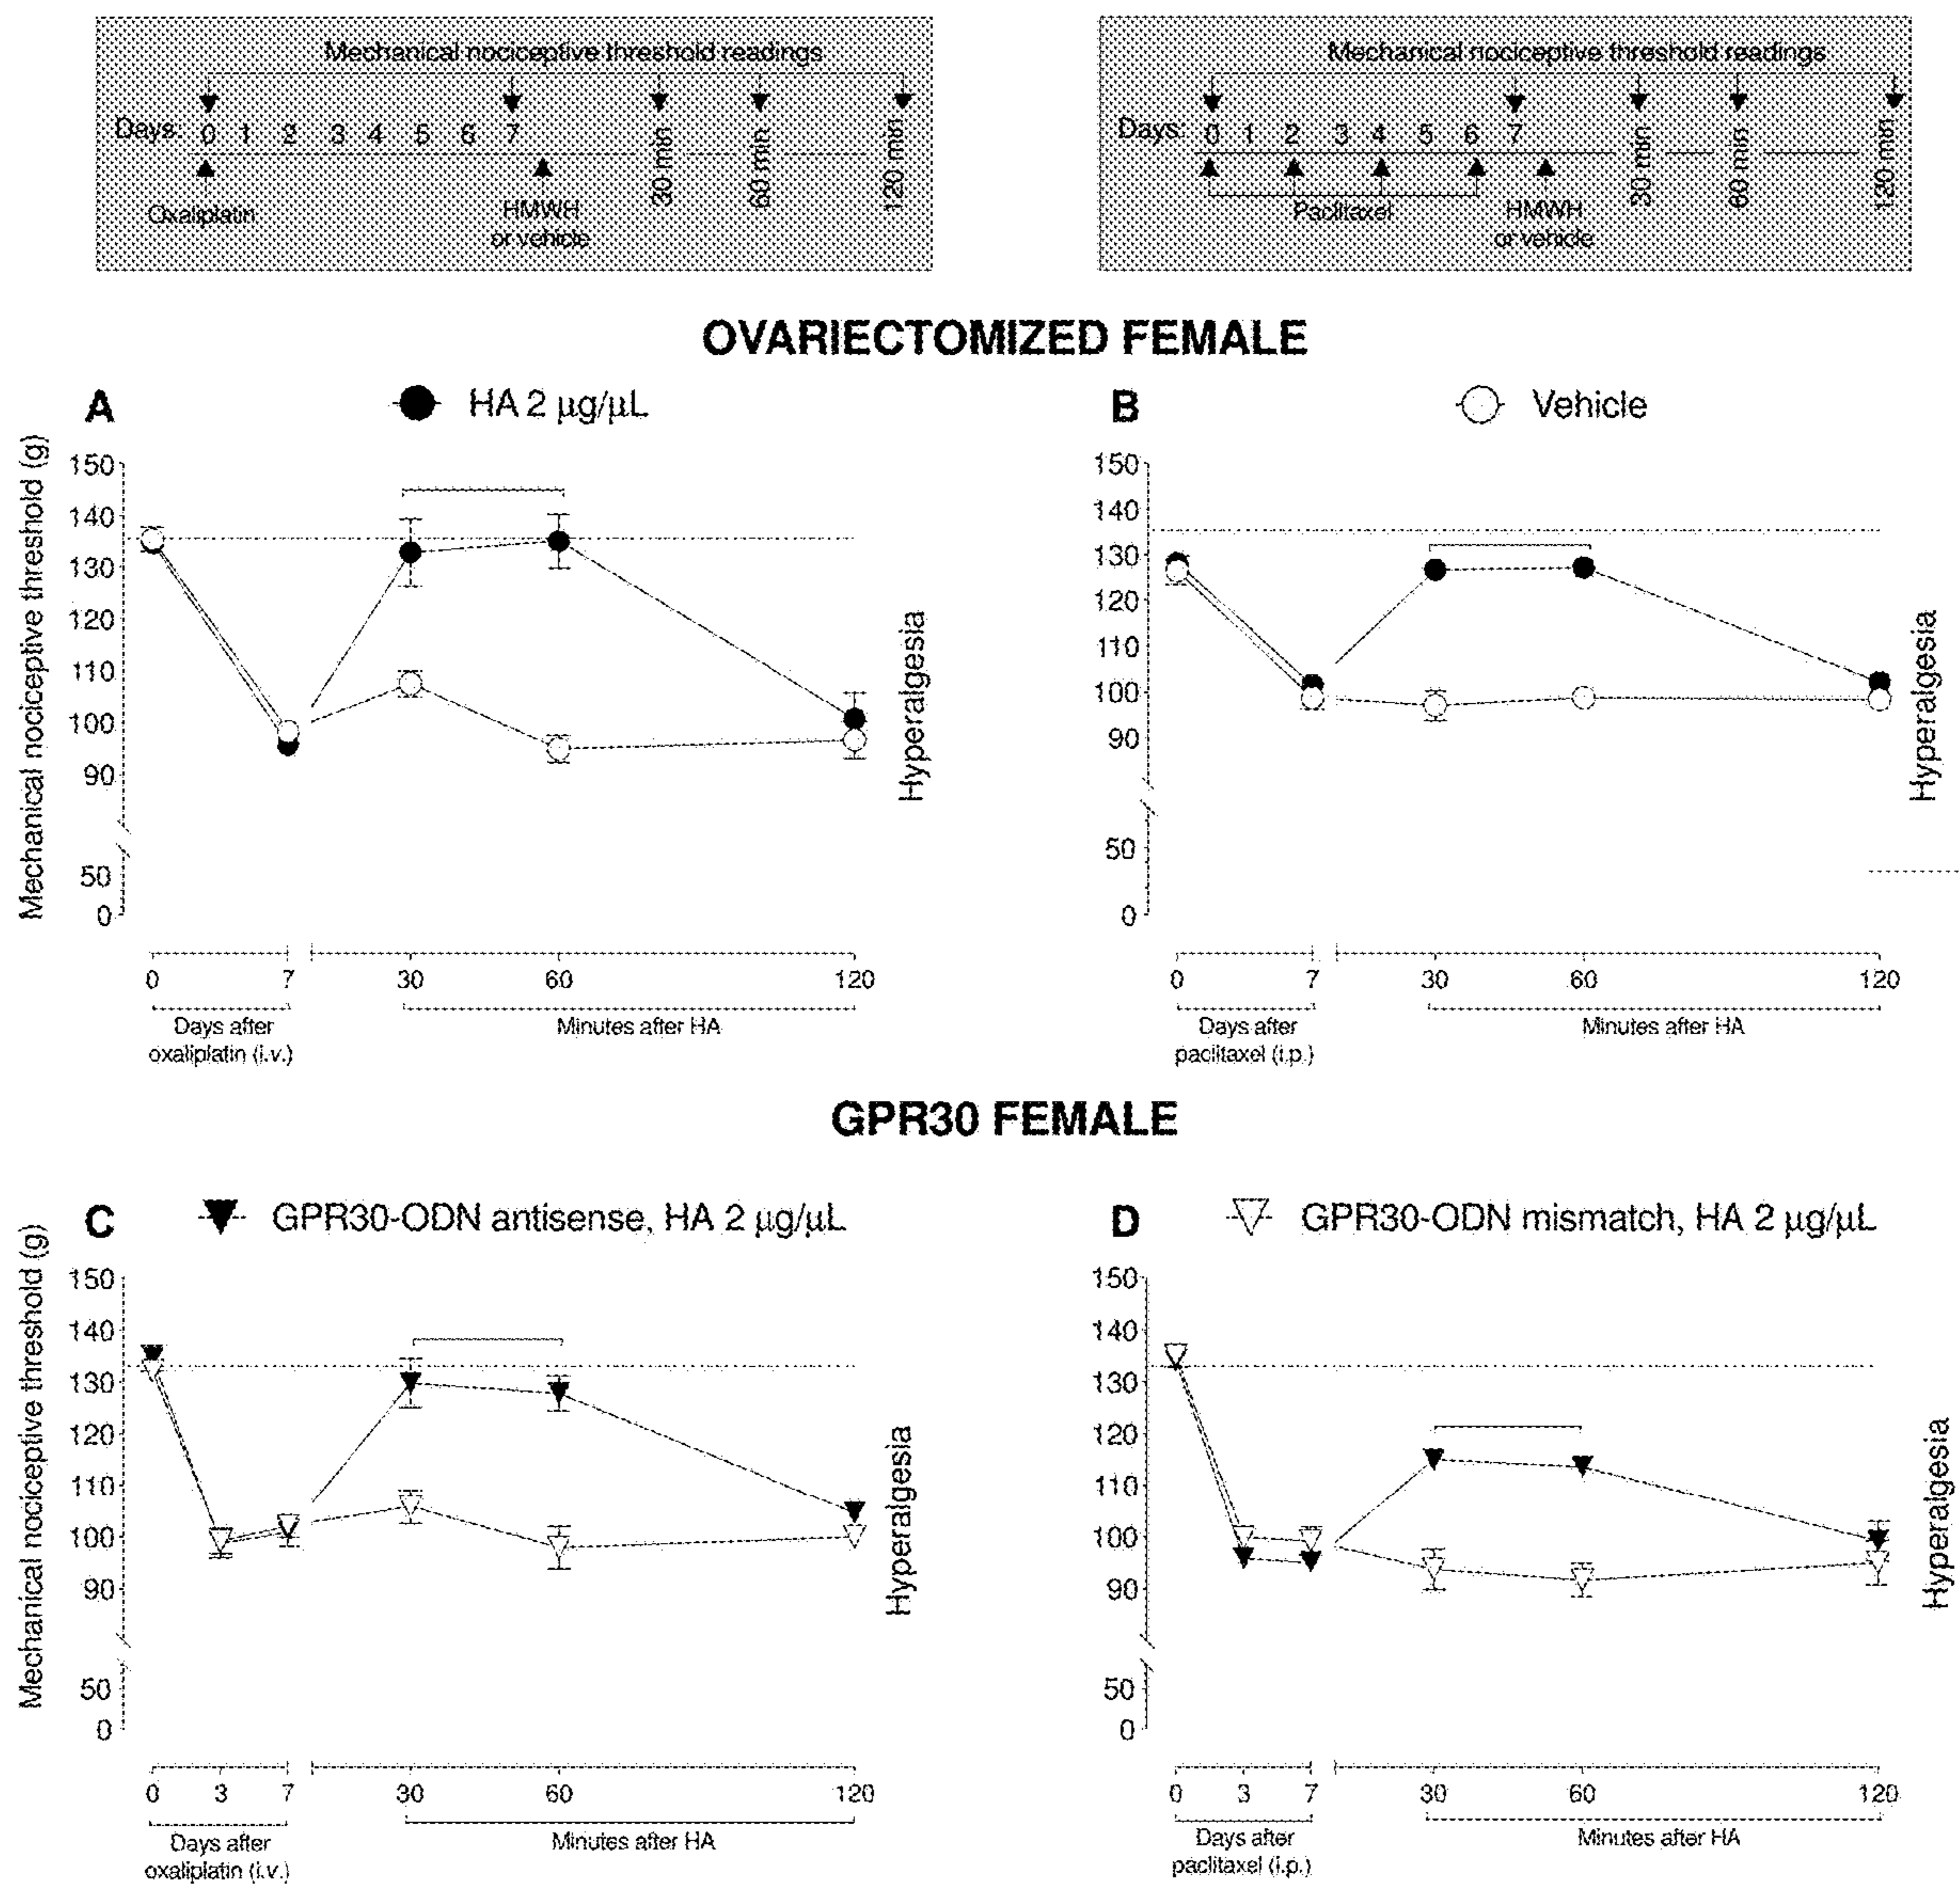 Mechanical nociceptive threshold readings
Days: 0 1 2 3 4 5 6 7 30 min 60 min 120 min
Oxaliplatin HMWH
or vehicle
Mechanical nociceptive threshold readings
Days: 0 1 2 3 4 5 6 7 30 min 60 min 120 min
Paclitaxel HMWH
or vehicle
OVARIECTOMIZED FEMALE
A HA 2 µg/µL
Mechanical nociceptive threshold (g)
150
140
130
120
110
100
90
50
0
Hyperalgesia
0 7 30 60 120
Days after Minutes after HA
oxaliplatin (i.v.)
B Vehicle
150
140
130
120
110
100
90
50
0
Hyperalgesia
0 7 30 60 120
Days after Minutes after HA
paclitaxel (i.p.)
GPR30 FEMALE
C GPR30-ODN antisense, HA 2 µg/µL
Mechanical nociceptive threshold (g)
150
140
130
120
110
100
90
50
0
Hyperalgesia
0 3 7 30 60 120
Days after Minutes after HA
oxaliplatin (i.v.)
D GPR30-ODN mismatch, HA 2 µg/µL
150
140
130
120
110
100
90
50
0
Hyperalgesia
0 3 7 30 60 120
Days after Minutes after HA
paclitaxel (i.p.)